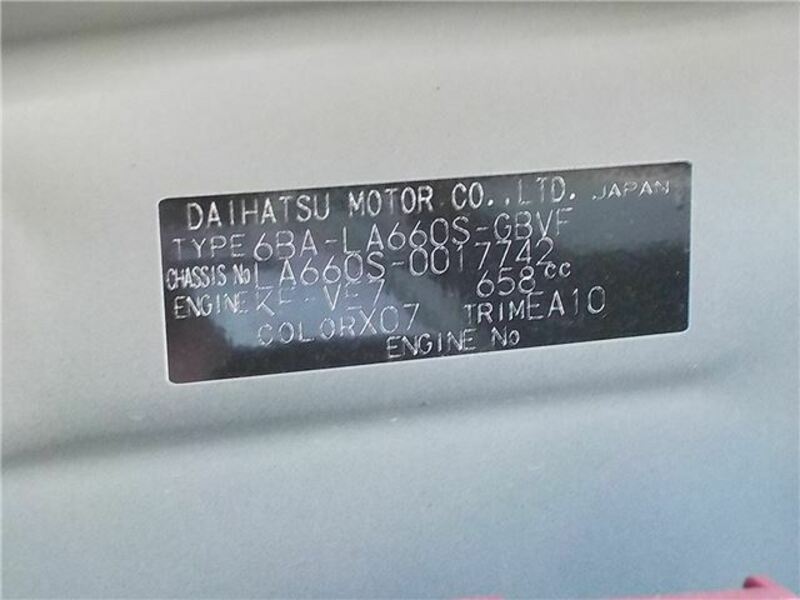 DAIHATSU MOTOR CO.,LTD. JAPAN
TYPE 6BA-LA660S-GBVF
CHASSIS No LA660S-0017742
ENGINE KF-VE7 658cc
COLOR X07 TRIM EA10
ENGINE No